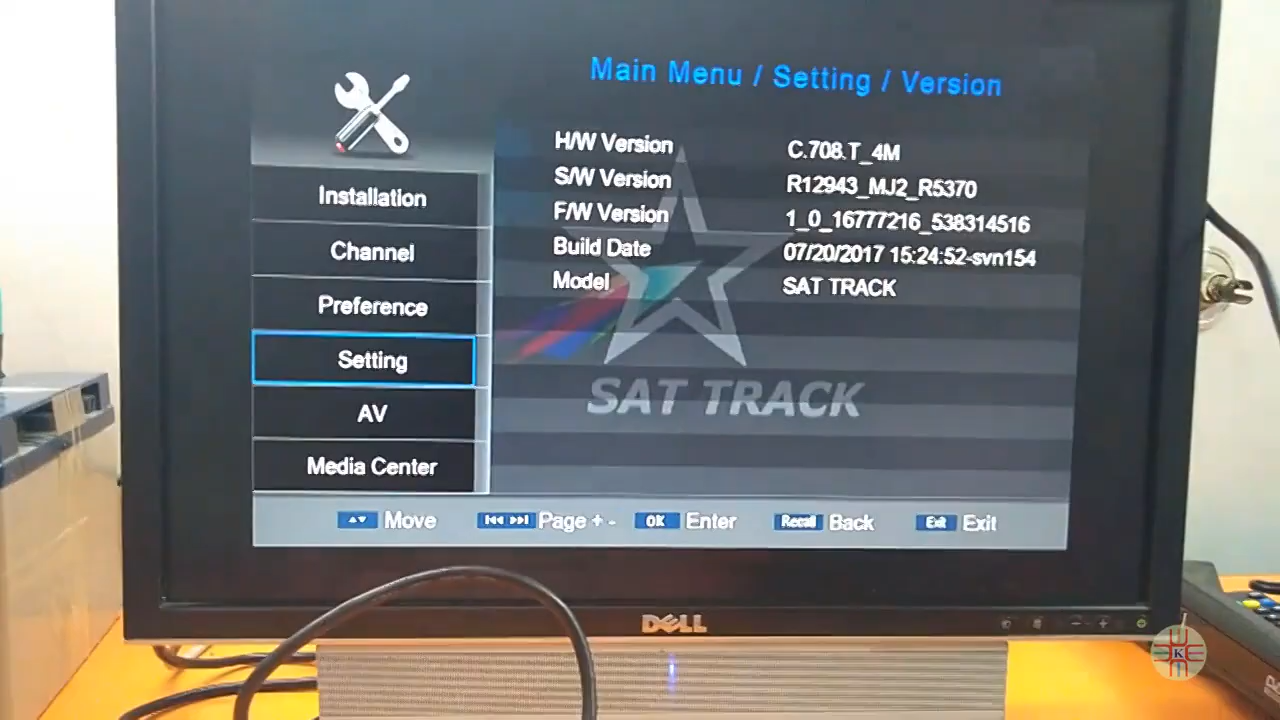 Main Menu / Setting / Version
H/W Version C.708.T_4M
S/W Version R12943_MJ2_R5370
F/W Version 1_0_16777216_538314516
Build Date 07/20/2017 15:24:52-svn154
Model SAT TRACK
Installation
Channel
Preference
Setting
AV
Media Center
SAT TRACK
Move Page + - OK Enter Recall Back Exit Exit
DELL
K